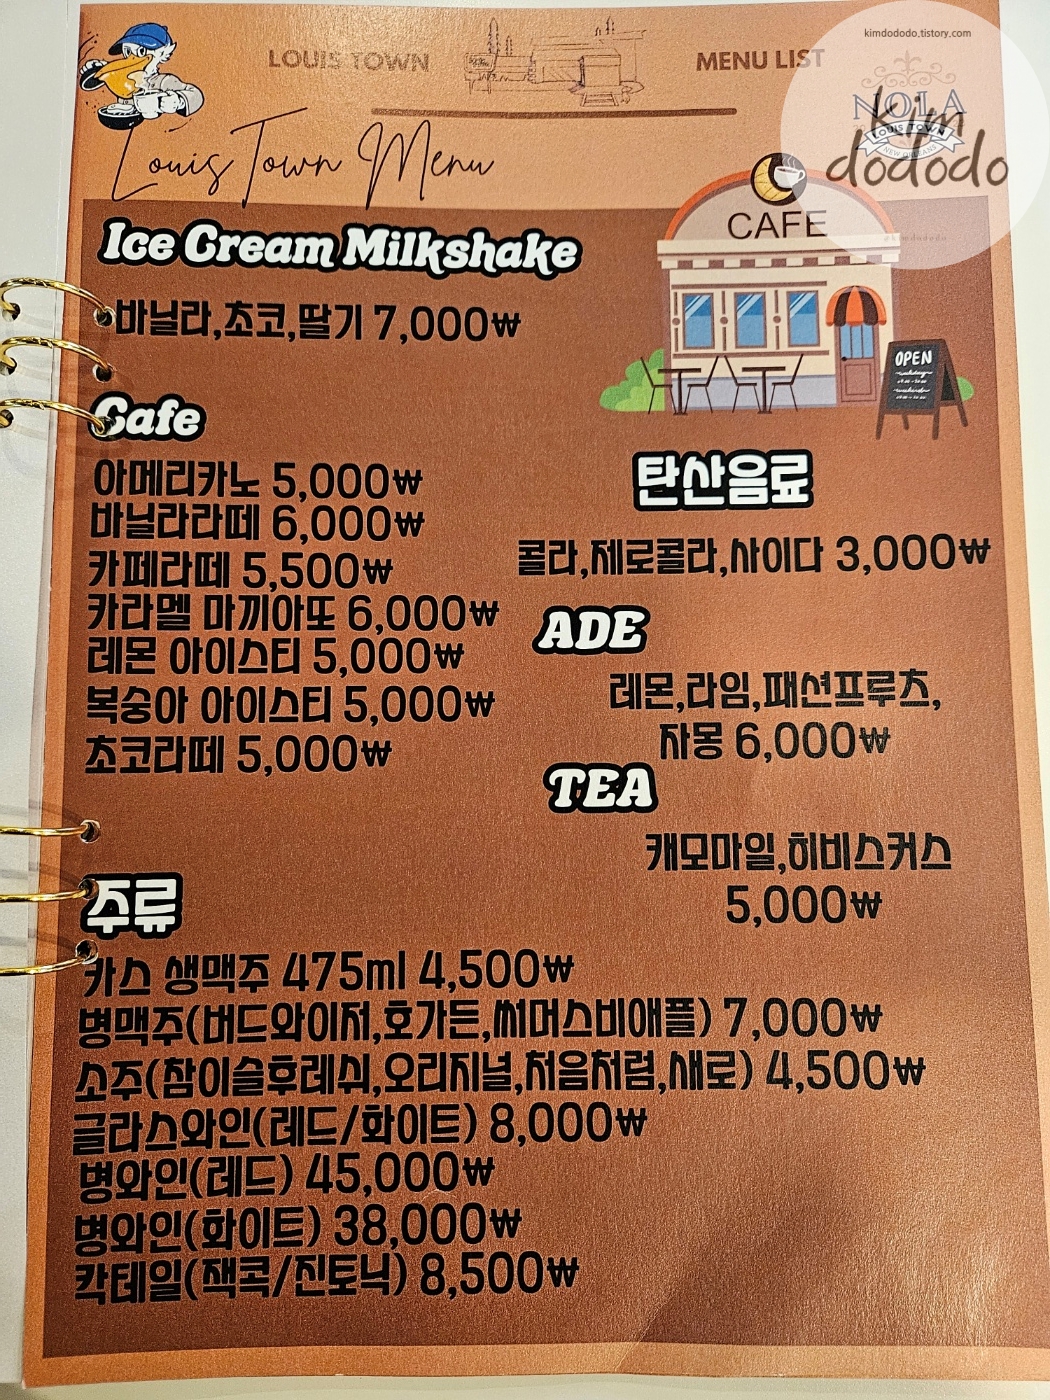 kimdododo.tistory.com
LOUIS TOWN
MENU LIST
NOLA
LOUIS TOWN
NEW ORLEANS
Kim
dododo
Louis Town Menu
CAFE
Ice Cream Milkshake
바닐라,초코,딸기 7,000₩
OPEN
Cafe
아메리카노 5,000₩
바닐라라떼 6,000₩
카페라떼 5,500₩
카라멜 마끼아또 6,000₩
레몬 아이스티 5,000₩
복숭아 아이스티 5,000₩
초코라떼 5,000₩
탄산음료
콜라,제로콜라,사이다 3,000₩
ADE
레몬,라임,패션프루츠,
자몽 6,000₩
TEA
캐모마일,히비스커스
5,000₩
주류
카스 생맥주 475ml 4,500₩
병맥주(버드와이저,호가든,써머스비애플) 7,000₩
소주(참이슬후레쉬,오리지널,처음처럼,새로) 4,500₩
글라스와인(레드/화이트) 8,000₩
병와인(레드) 45,000₩
병와인(화이트) 38,000₩
칵테일(잭콕/진토닉) 8,500₩